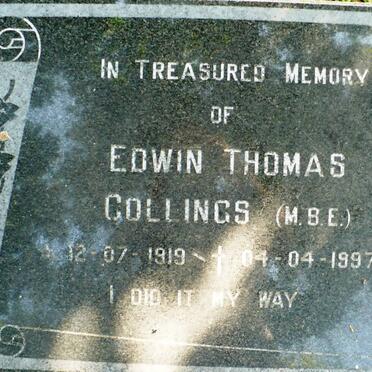 IN TREASURED MEMORY
OF
EDWIN THOMAS
COLLINGS (M.B.E.)
* 12-07-1919 ~ † 04-04-1997
I DID IT MY WAY